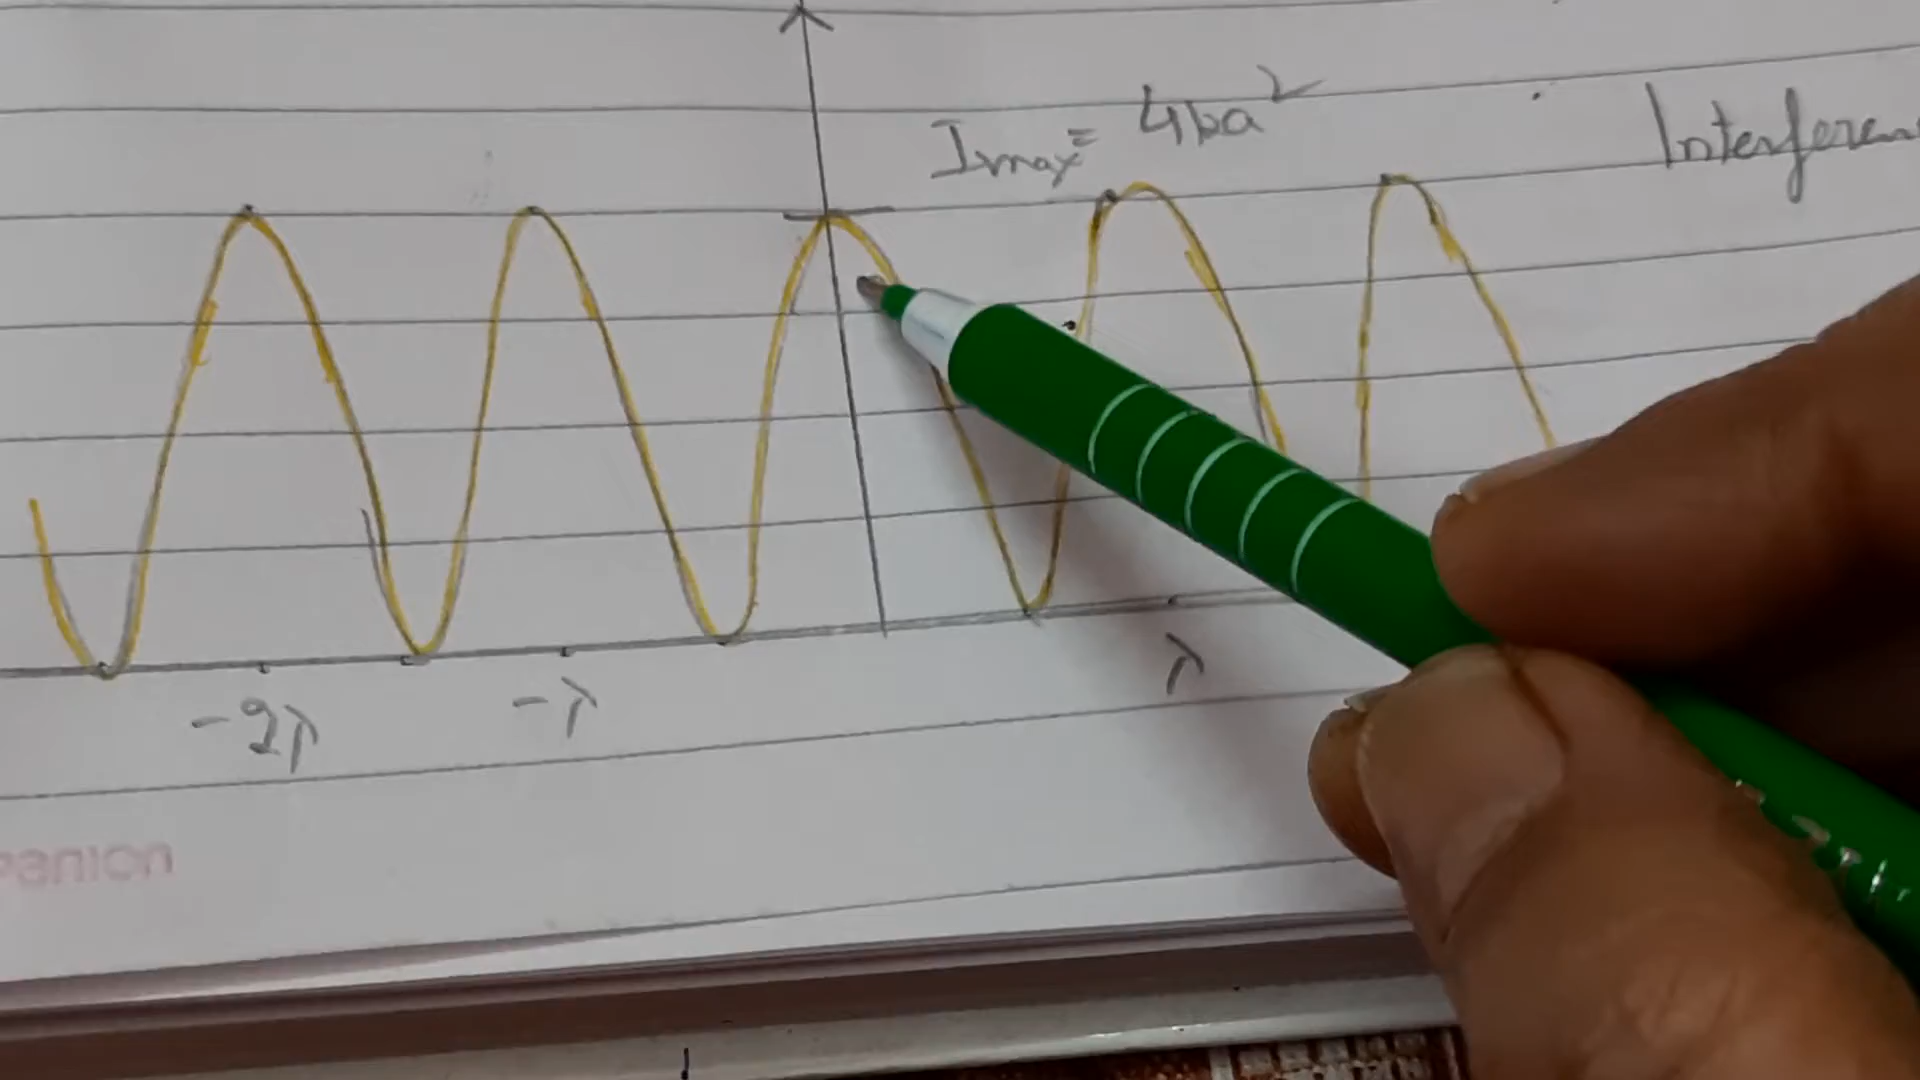 Imax = 4ka²
Interferen
-2λ
-λ
λ
panion